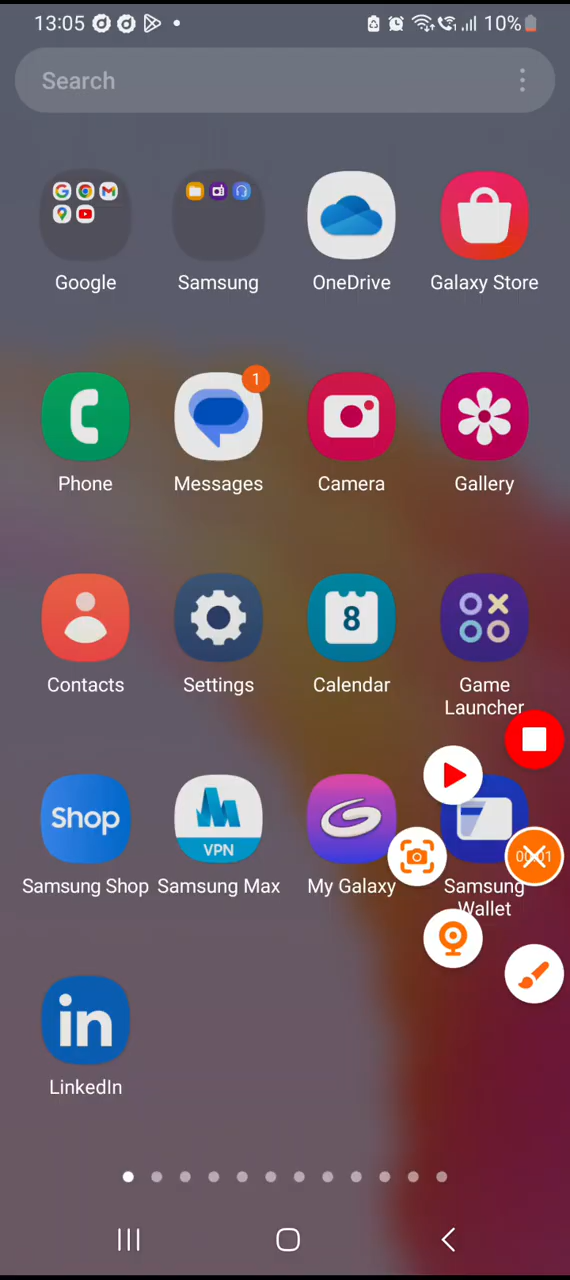 13:05
10%
Search
Google
Samsung
OneDrive
Galaxy Store
1
Phone
Messages
Camera
Gallery
8
Contacts
Settings
Calendar
Game
Launcher
Shop
VPN
Samsung Shop
Samsung Max
My Galaxy
Samsung
Wallet
in
LinkedIn